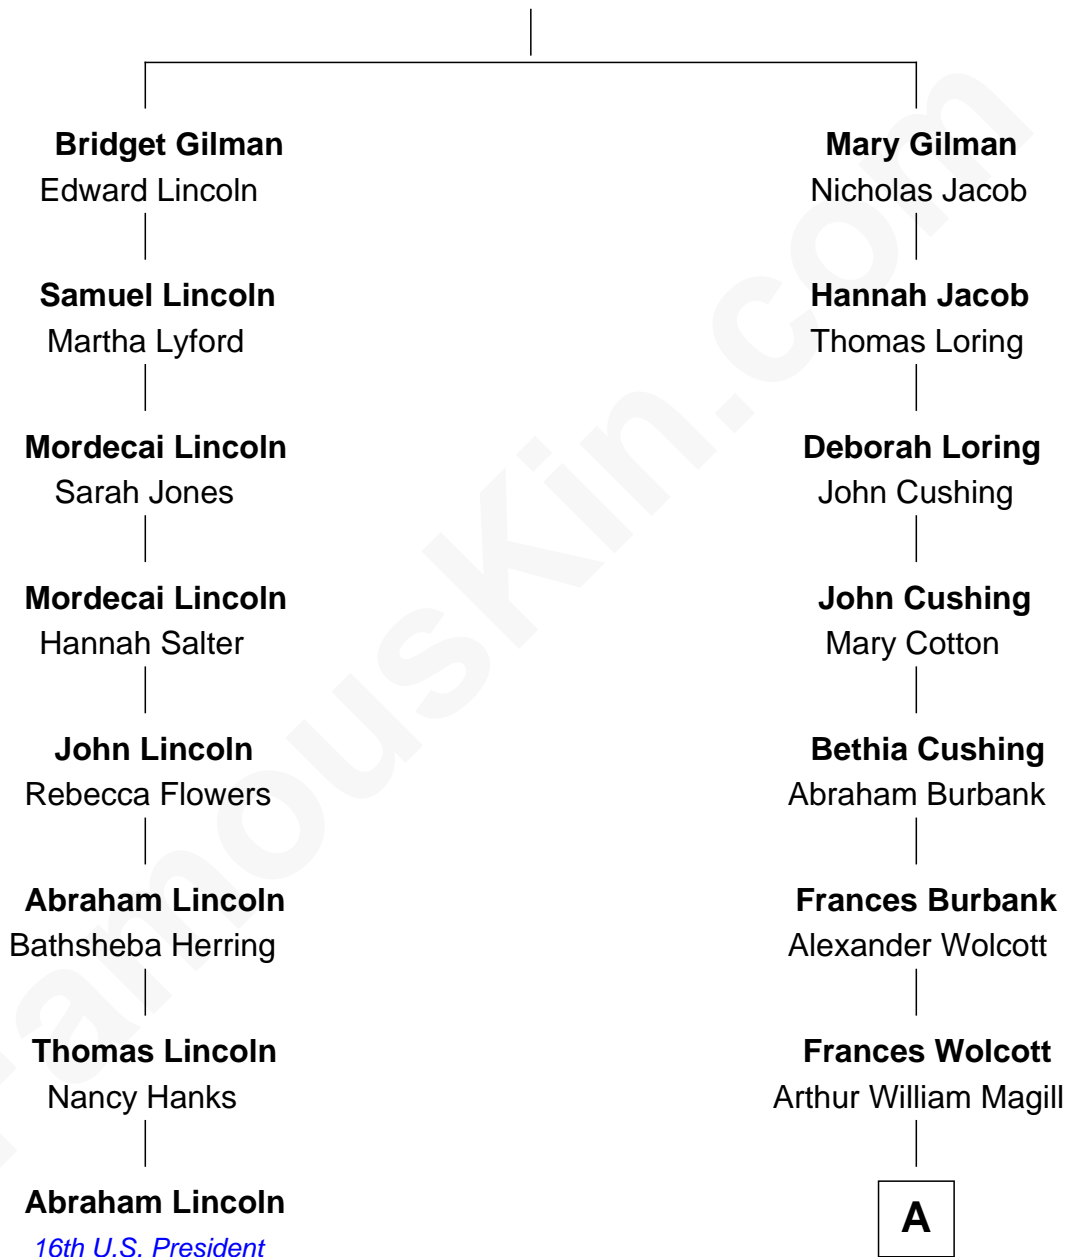 Bridget Gilman
Edward Lincoln
Samuel Lincoln
Martha Lyford
Mordecai Lincoln
Sarah Jones
Mordecai Lincoln
Hannah Salter
John Lincoln
Rebecca Flowers
Abraham Lincoln
Bathsheba Herring
Thomas Lincoln
Nancy Hanks
Abraham Lincoln
16th U.S. President
Mary Gilman
Nicholas Jacob
Hannah Jacob
Thomas Loring
Deborah Loring
John Cushing
John Cushing
Mary Cotton
Bethia Cushing
Abraham Burbank
Frances Burbank
Alexander Wolcott
Frances Wolcott
Arthur William Magill
A
FamousKin.com